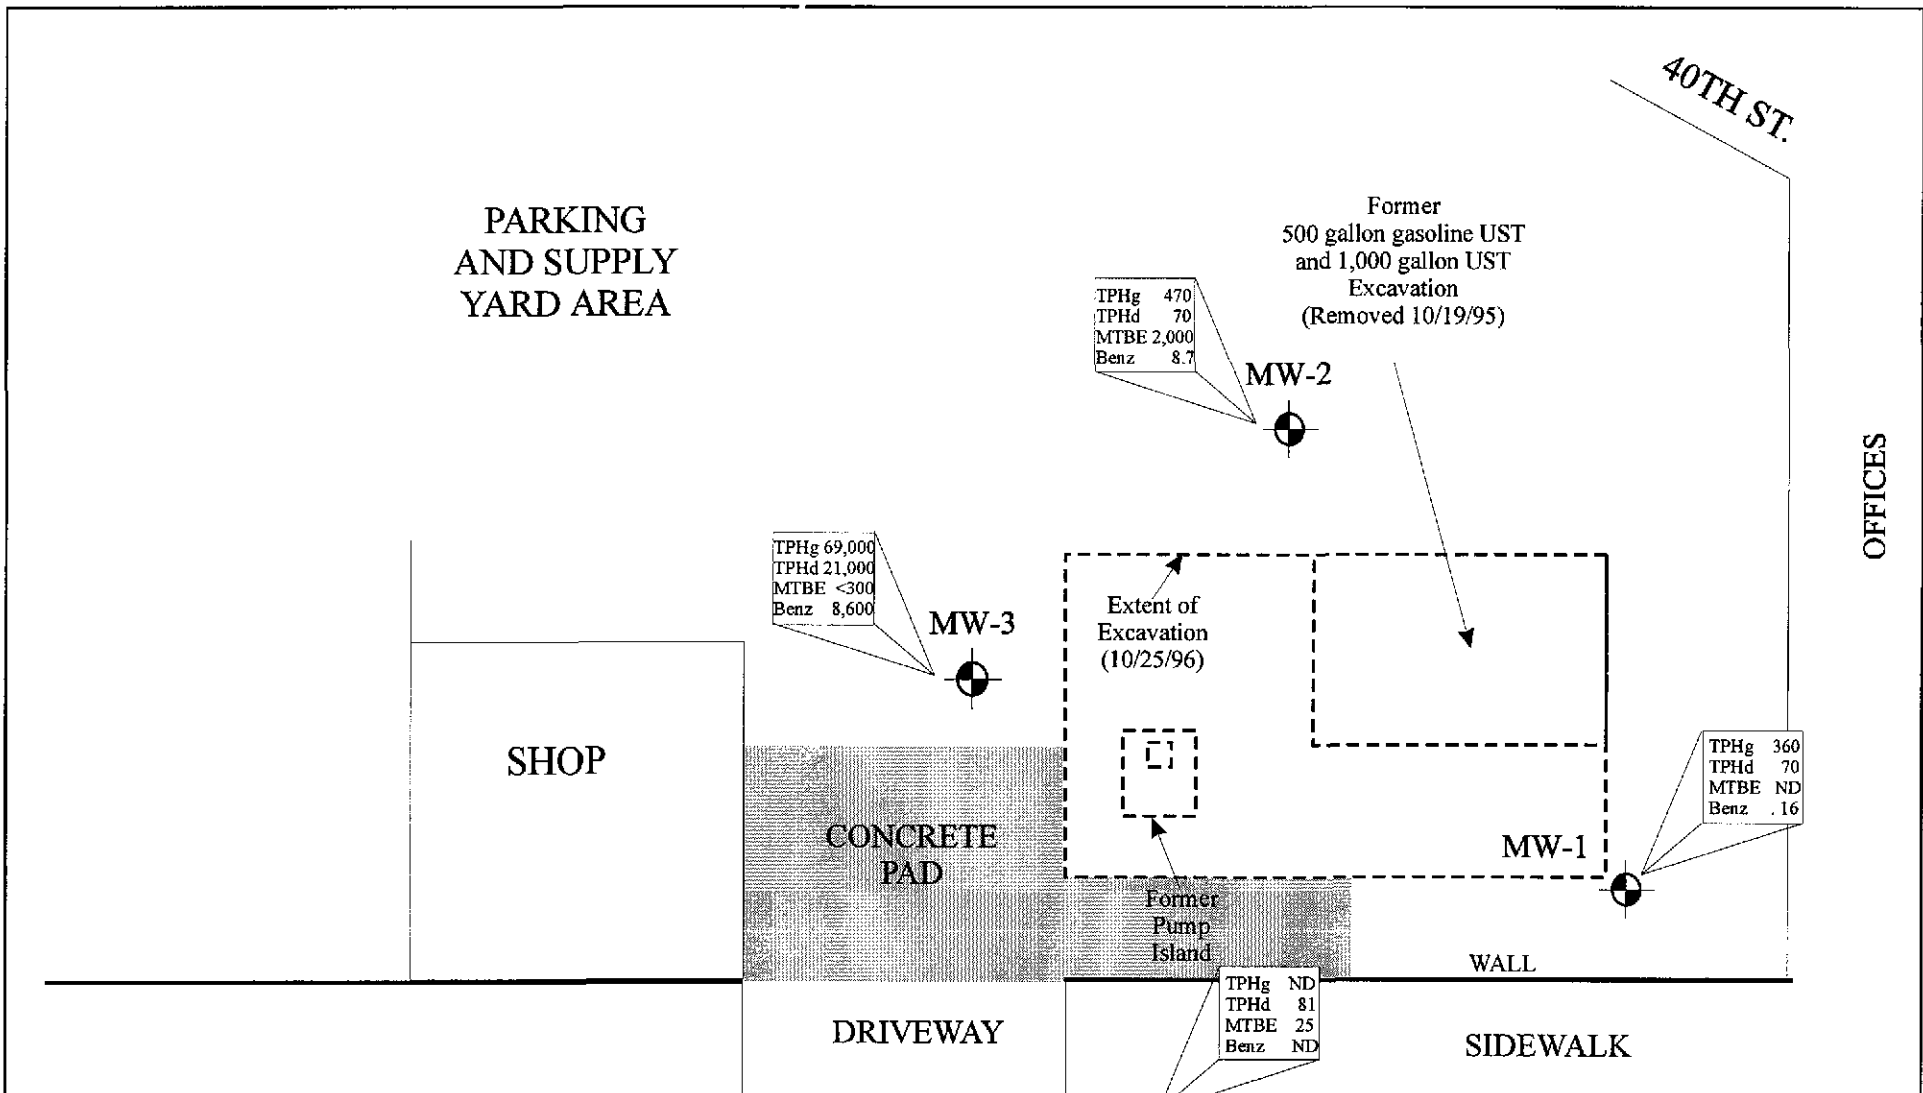 40TH ST.
PARKING
AND SUPPLY
YARD AREA
Former
500 gallon gasoline UST
and 1,000 gallon UST
Excavation
(Removed 10/19/95)
TPHg 470
TPHd 70
MTBE 2,000
Benz 8.7
MW-2
OFFICES
TPHg 69,000
TPHd 21,000
MTBE <300
Benz 8,600
MW-3
Extent of
Excavation
(10/25/96)
SHOP
TPHg 360
TPHd 70
MTBE ND
Benz .16
MW-1
CONCRETE
PAD
Former
Pump
Island
WALL
TPHg ND
TPHd 81
MTBE 25
Benz ND
DRIVEWAY
SIDEWALK